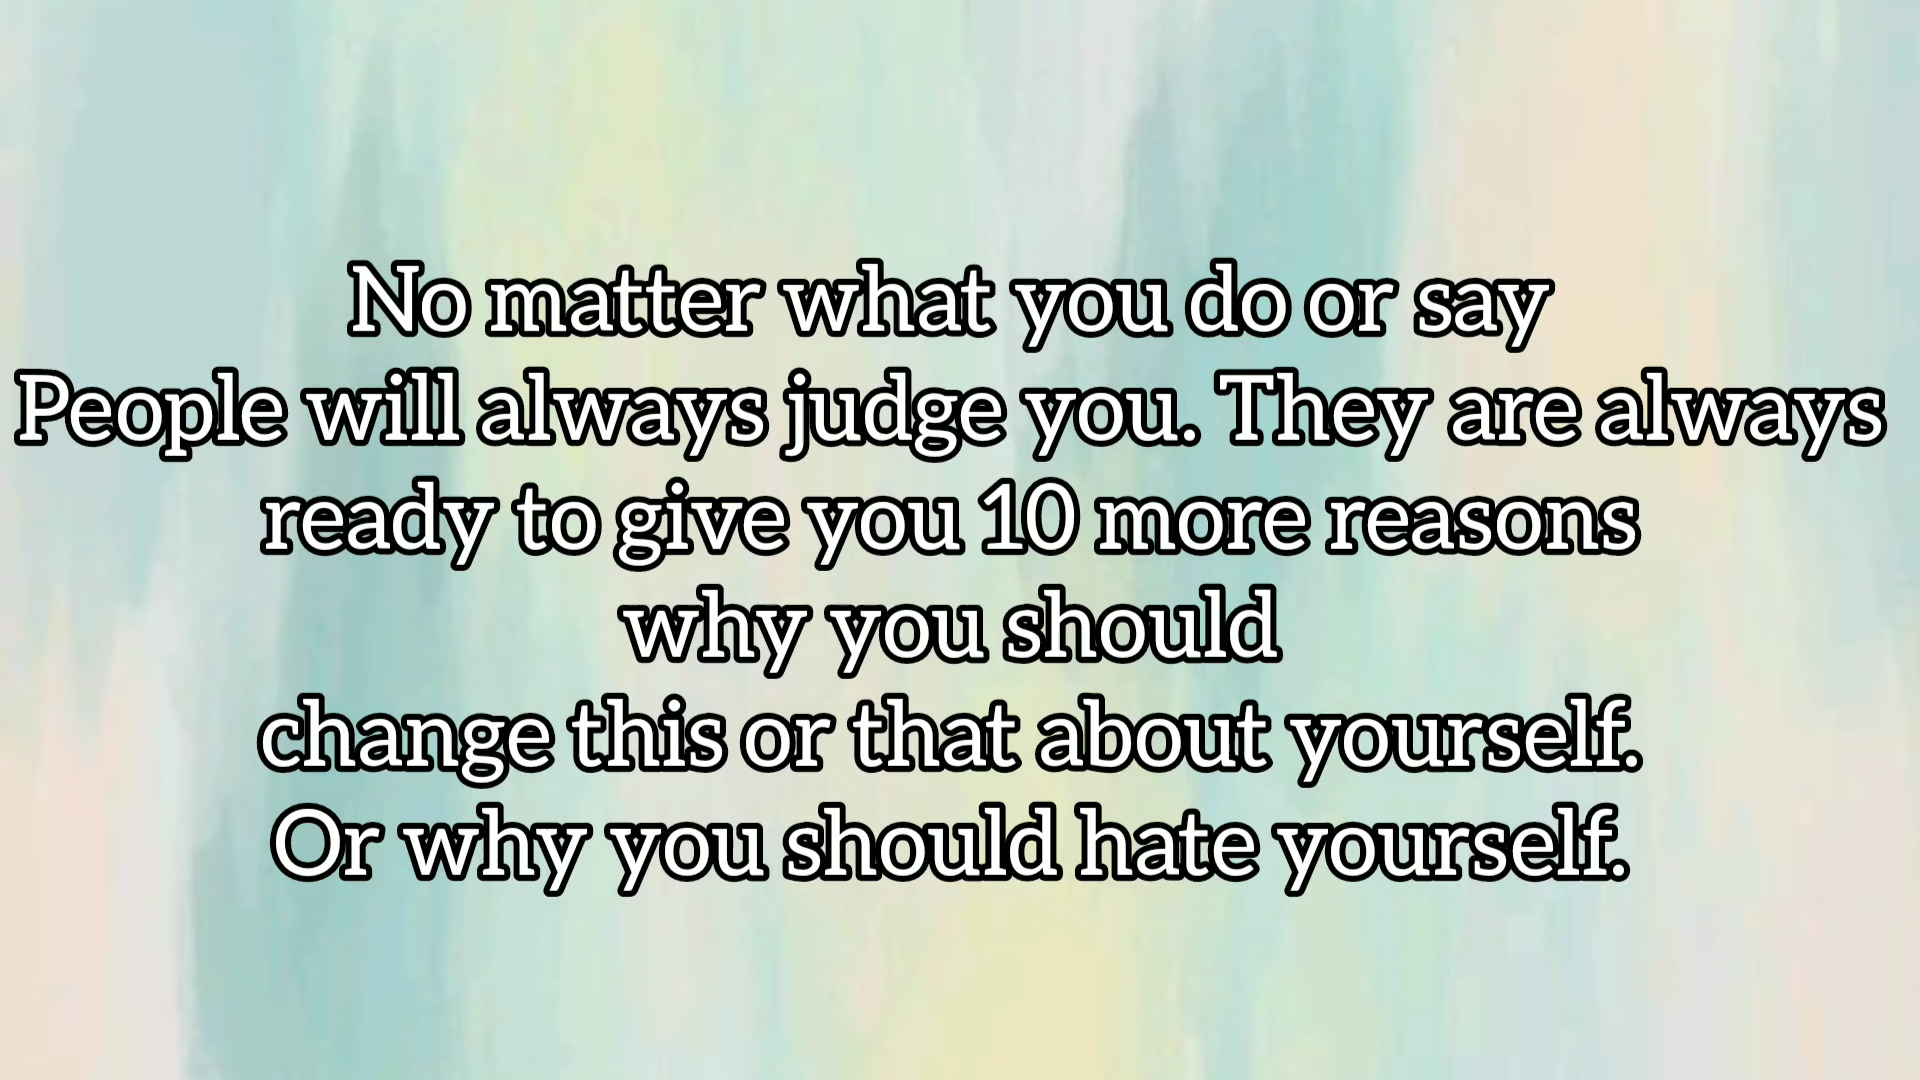 No matter what you do or say
People will always judge you. They are always
ready to give you 10 more reasons
why you should
change this or that about yourself.
Or why you should hate yourself.